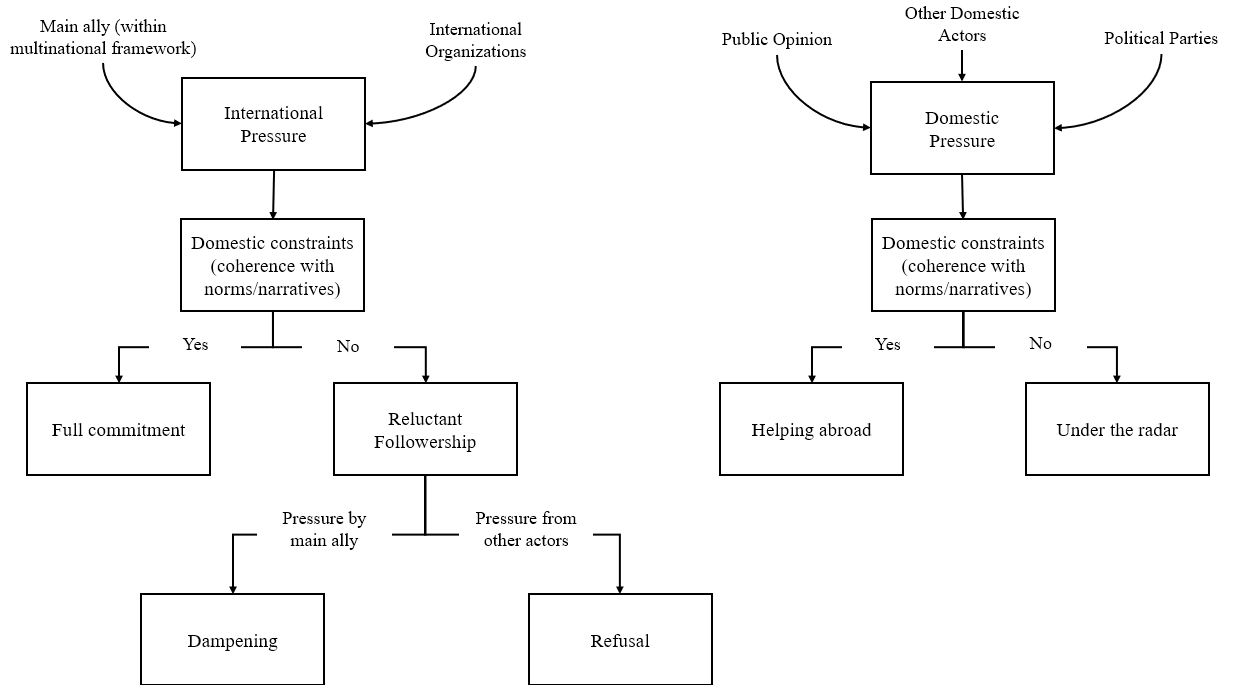 Main ally (within
multinational framework)
International
Organizations
International
Pressure
Domestic constraints
(coherence with
norms/narratives)
Yes
No
Full commitment
Reluctant
Followership
Pressure by
main ally
Pressure from
other actors
Dampening
Refusal
Public Opinion
Other Domestic
Actors
Political Parties
Domestic
Pressure
Domestic constraints
(coherence with
norms/narratives)
Yes
No
Helping abroad
Under the radar